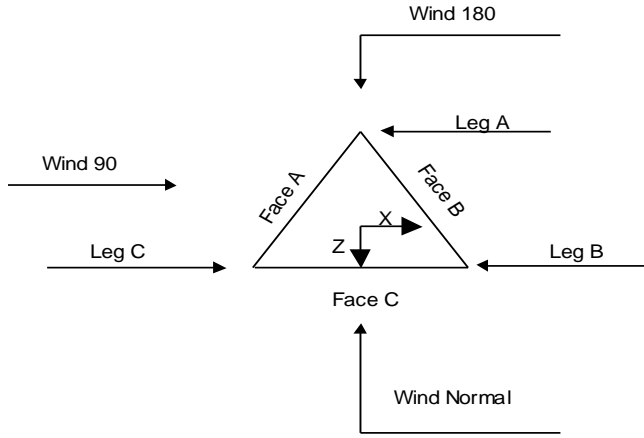 Wind 180
Leg A
Wind 90
Face A
Face B
X
Z
Leg C
Leg B
Face C
Wind Normal